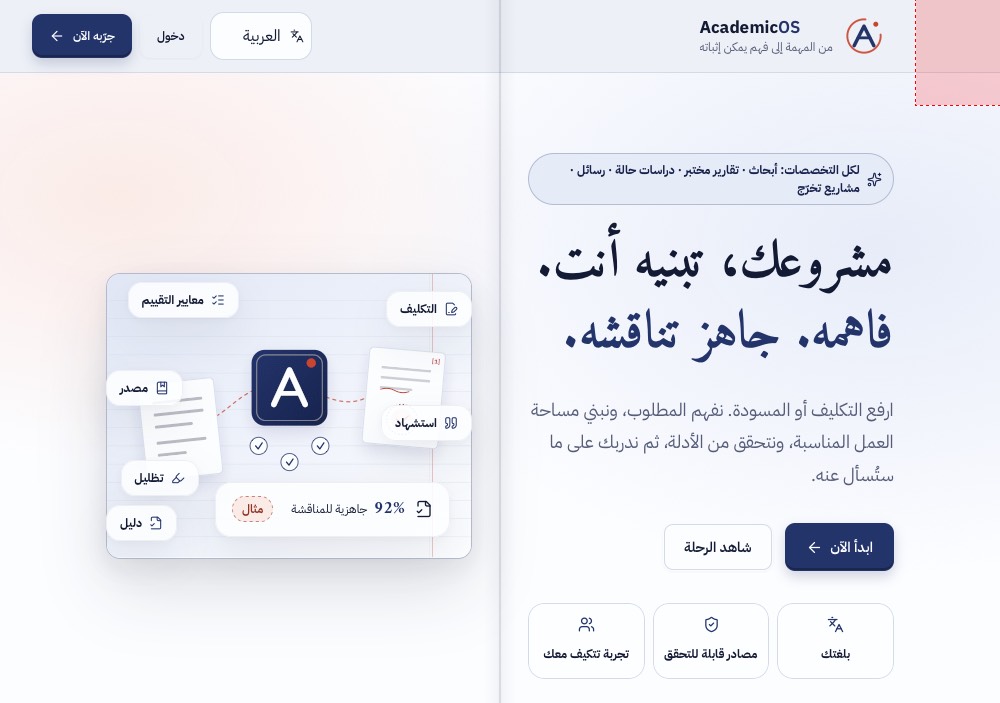 AcademicOS
من المهمة إلى فهم يمكن إثباته
العربية
دخول
جرّبه الآن
لكل التخصصات: أبحاث · تقارير مختبر · دراسات حالة · رسائل ·
مشاريع تخرّج
مشروعك، تبنيه أنت.
فاهمه. جاهز تناقشه.
ارفع التكليف أو المسودة. نفهم المطلوب، ونبني مساحة
العمل المناسبة، ونتحقق من الأدلة، ثم ندربك على ما
ستُسأل عنه.
ابدأ الآن
شاهد الرحلة
بلغتك
مصادر قابلة للتحقق
تجربة تتكيف معك
التكليف
معايير التقييم
[1]
A
مصدر
استشهاد
تظليل
92% جاهزية للمناقشة
مثال
دليل